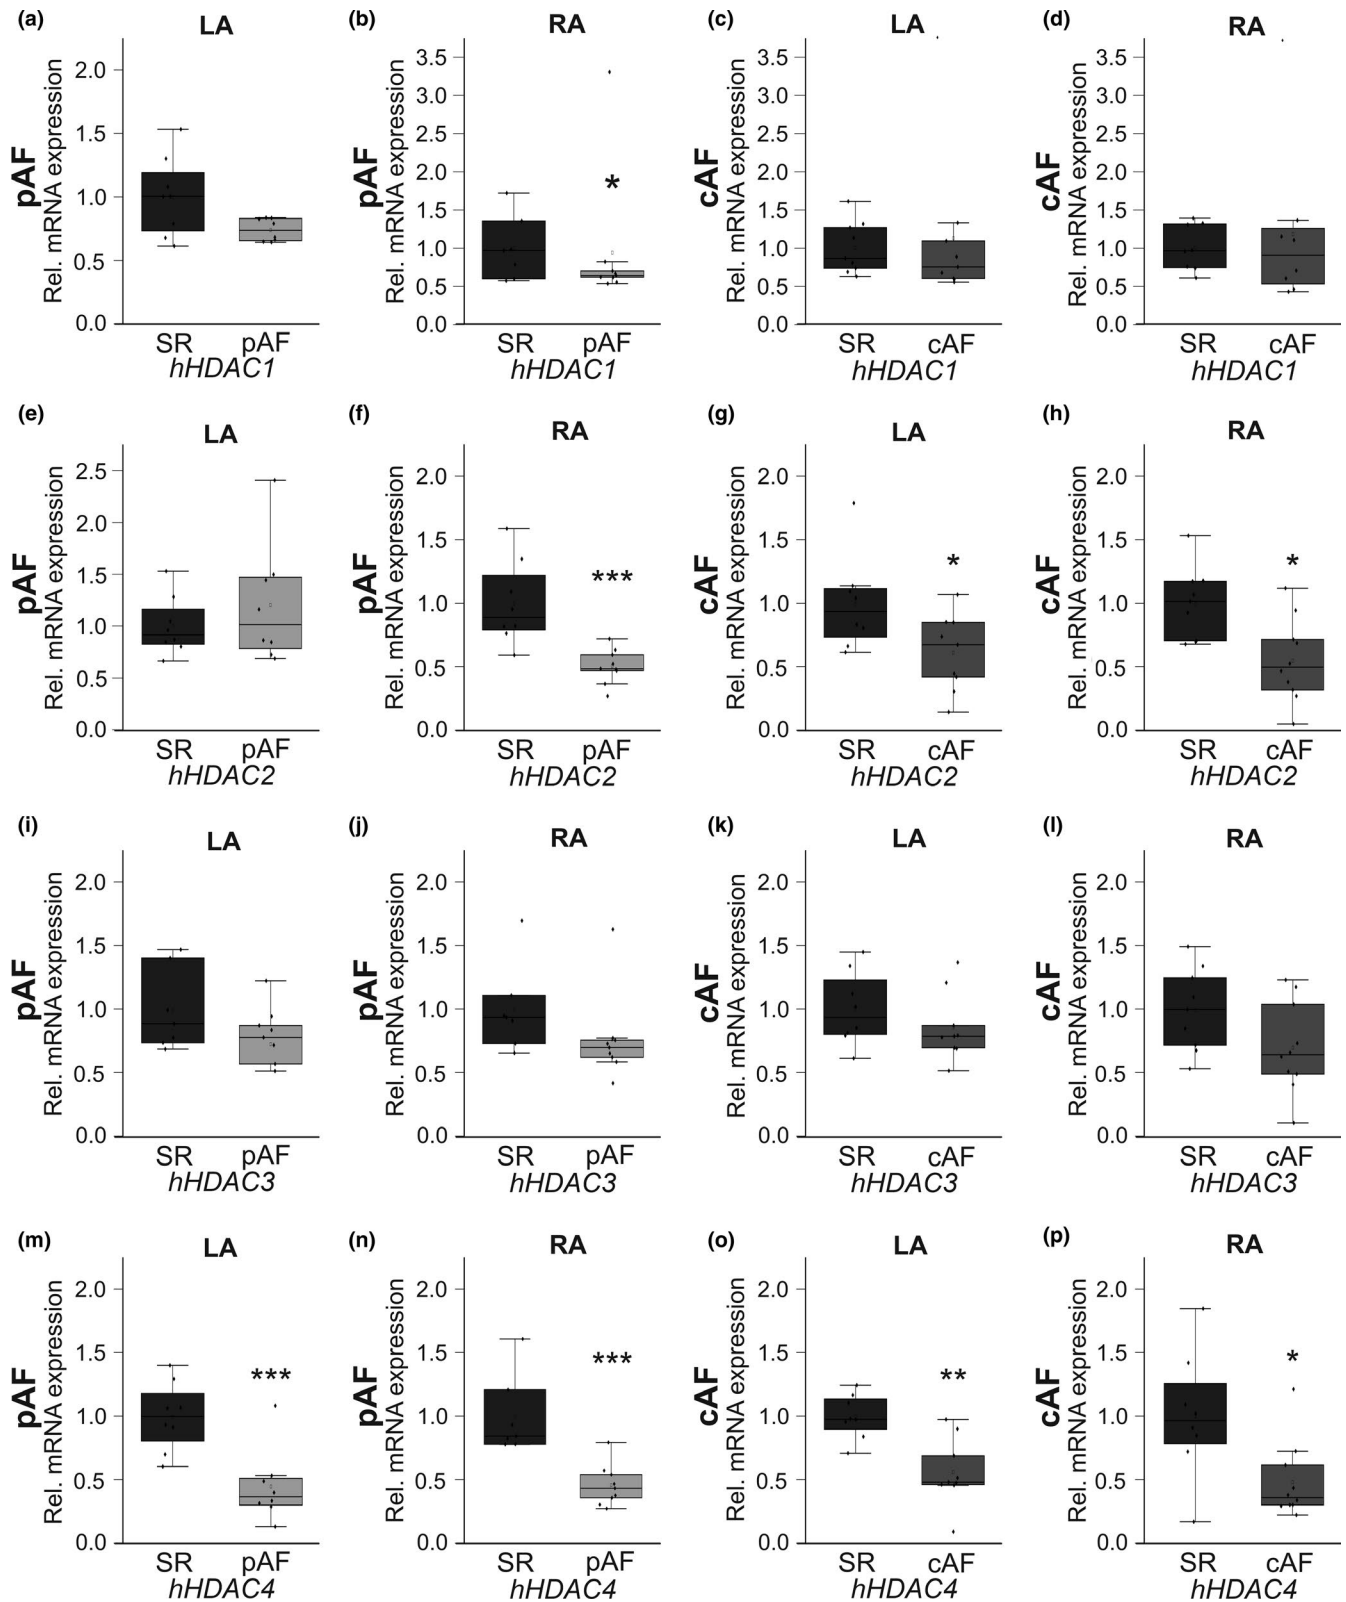 (a) LA
pAF
Rel. mRNA expression
2.0
1.5
1.0
0.5
0.0
SR pAF
hHDAC1
(b) RA
pAF
Rel. mRNA expression
3.5
3.0
2.5
2.0
1.5
1.0
0.5
0.0
*
SR pAF
hHDAC1
(c) LA
cAF
Rel. mRNA expression
3.5
3.0
2.5
2.0
1.5
1.0
0.5
0.0
SR cAF
hHDAC1
(d) RA
cAF
Rel. mRNA expression
3.5
3.0
2.5
2.0
1.5
1.0
0.5
0.0
SR cAF
hHDAC1
(e) LA
pAF
Rel. mRNA expression
2.5
2.0
1.5
1.0
0.5
0.0
SR pAF
hHDAC2
(f) RA
pAF
Rel. mRNA expression
2.0
1.5
1.0
0.5
0.0
***
SR pAF
hHDAC2
(g) LA
cAF
Rel. mRNA expression
2.0
1.5
1.0
0.5
0.0
*
SR cAF
hHDAC2
(h) RA
cAF
Rel. mRNA expression
2.0
1.5
1.0
0.5
0.0
*
SR cAF
hHDAC2
(i) LA
pAF
Rel. mRNA expression
2.0
1.5
1.0
0.5
0.0
SR pAF
hHDAC3
(j) RA
pAF
Rel. mRNA expression
2.0
1.5
1.0
0.5
0.0
SR pAF
hHDAC3
(k) LA
cAF
Rel. mRNA expression
2.0
1.5
1.0
0.5
0.0
SR cAF
hHDAC3
(l) RA
cAF
Rel. mRNA expression
2.0
1.5
1.0
0.5
0.0
SR cAF
hHDAC3
(m) LA
pAF
Rel. mRNA expression
2.0
1.5
1.0
0.5
0.0
***
SR pAF
hHDAC4
(n) RA
pAF
Rel. mRNA expression
2.0
1.5
1.0
0.5
0.0
***
SR pAF
hHDAC4
(o) LA
cAF
Rel. mRNA expression
2.0
1.5
1.0
0.5
0.0
**
SR cAF
hHDAC4
(p) RA
cAF
Rel. mRNA expression
2.0
1.5
1.0
0.5
0.0
*
SR cAF
hHDAC4